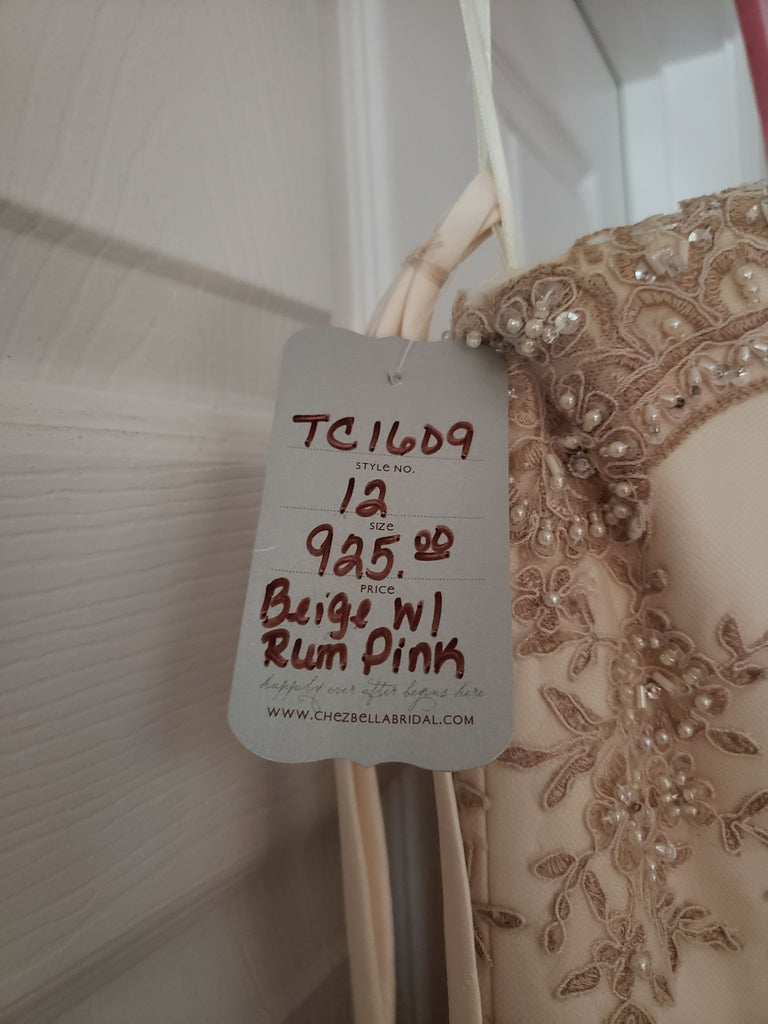 TC1609
STYLE NO.
12
SIZE
925.00
PRICE
Beige w/
Rum Pink
happily ever after begins here
WWW.CHEZBELLABRIDAL.COM